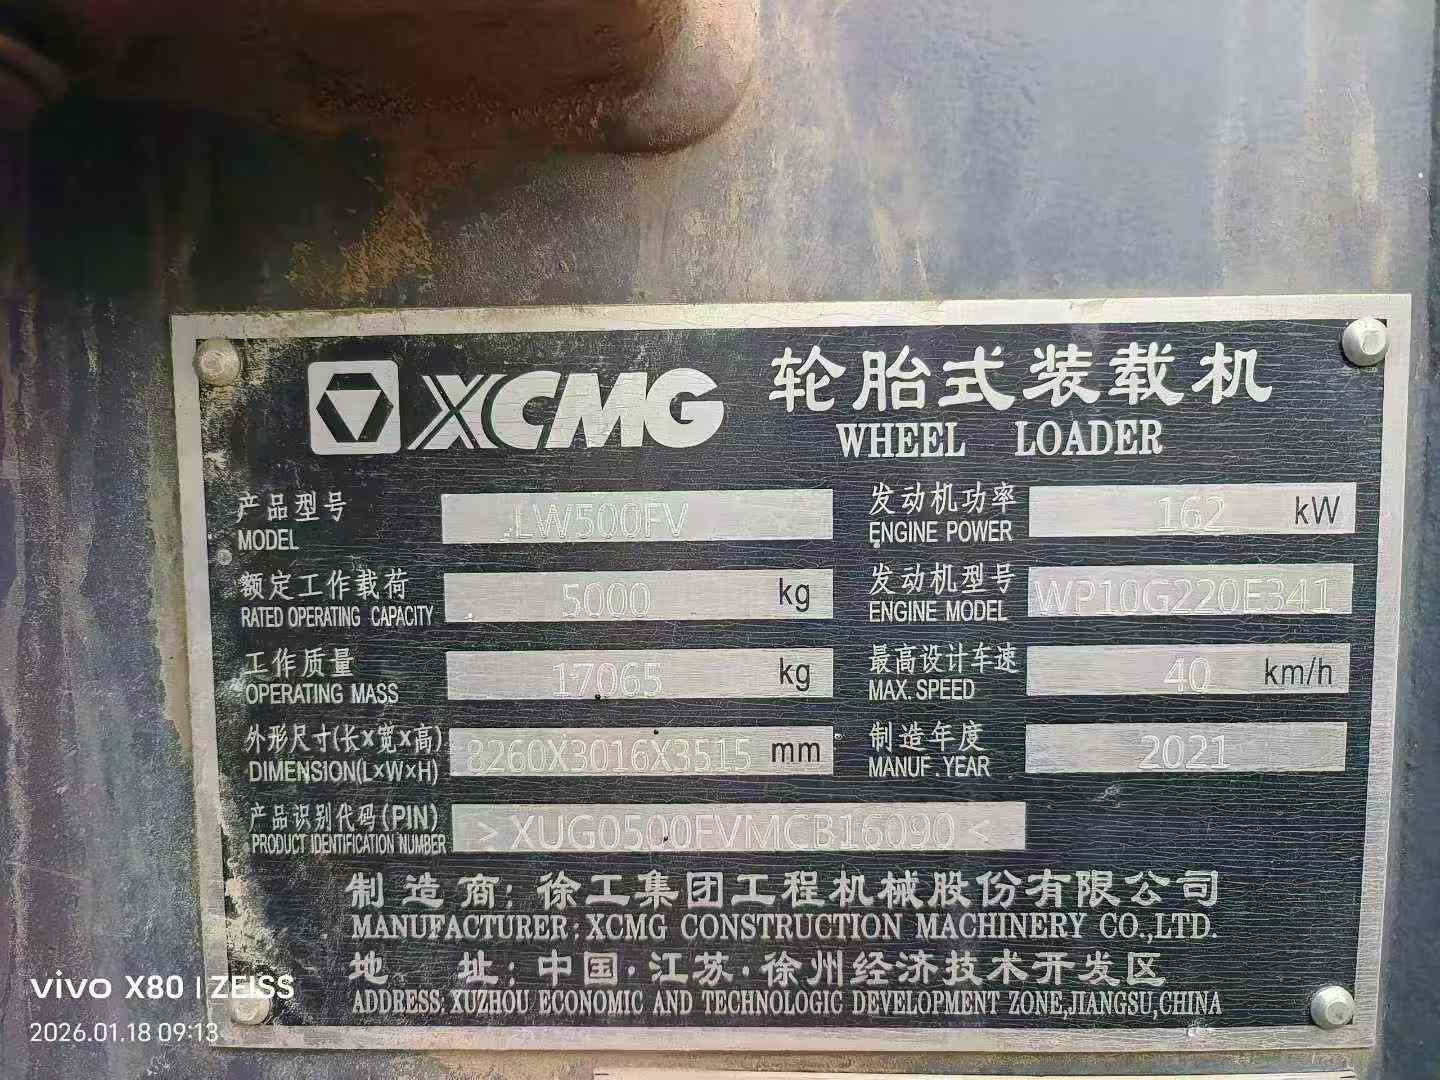 XCMG 轮胎式装载机
WHEEL LOADER
产品型号 LW500FV 发动机功率 162 kW
MODEL ENGINE POWER
额定工作载荷 5000 kg 发动机型号 WP10G220E341
RATED OPERATING CAPACITY ENGINE MODEL
工作质量 17065 kg 最高设计车速 40 km/h
OPERATING MASS MAX. SPEED
外形尺寸(长×宽×高) 8260X3016X3515 mm 制造年度 2021
DIMENSION(L×W×H) MANUF. YEAR
产品识别代码(PIN) >XUG0500FVMCB16090<
PRODUCT IDENTIFICATION NUMBER
制造商: 徐工集团工程机械股份有限公司
MANUFACTURER: XCMG CONSTRUCTION MACHINERY CO.,LTD.
地址: 中国·江苏·徐州经济技术开发区
ADDRESS: XUZHOU ECONOMIC AND TECHNOLOGIC DEVELOPMENT ZONE,JIANGSU,CHINA
vivo X80 | ZEISS
2026.01.18 09:13